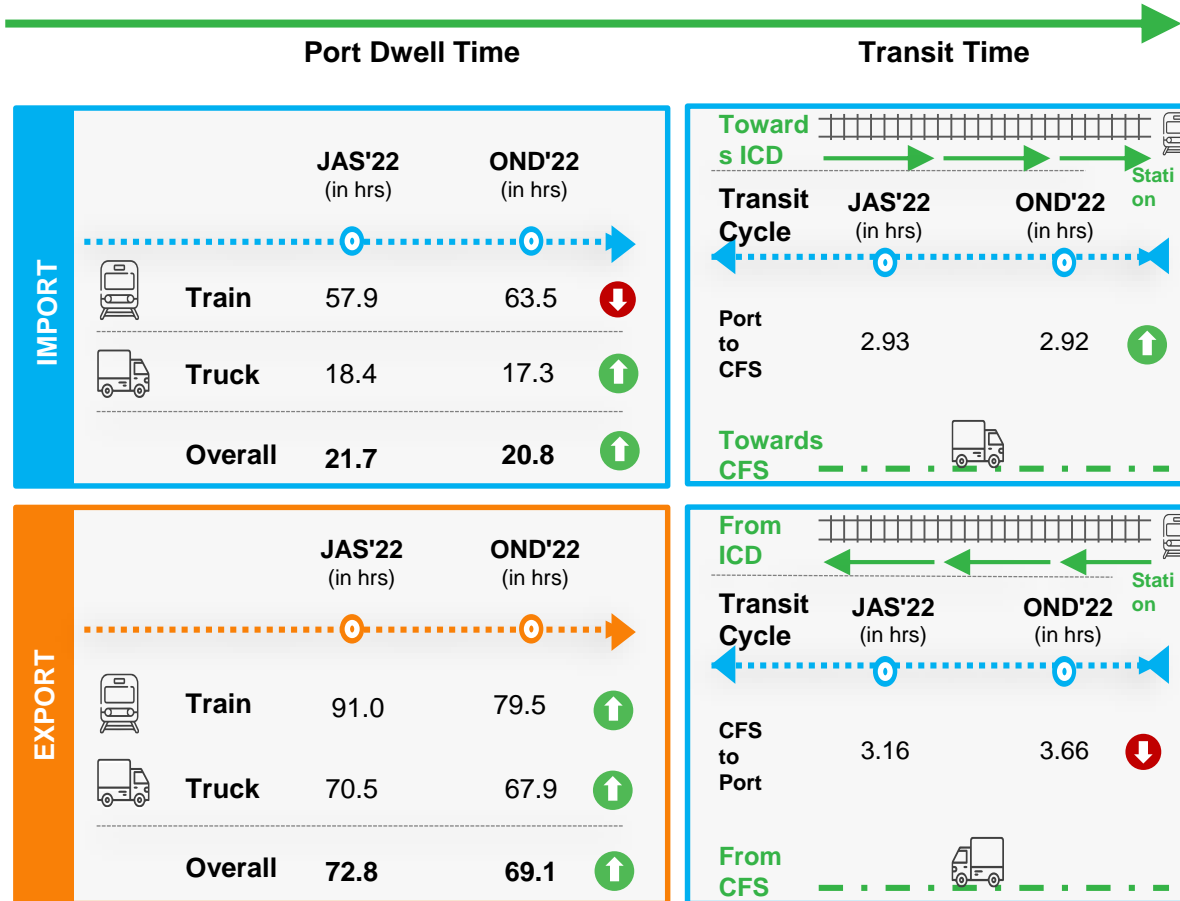 Port Dwell Time
Transit Time
IMPORT
JAS'22
(in hrs)
OND'22
(in hrs)
Train 57.9 63.5
Truck 18.4 17.3
Overall 21.7 20.8
Toward
s ICD
Stati
on
Transit
Cycle
JAS'22
(in hrs)
OND'22
(in hrs)
Port
to
CFS
2.93 2.92
Towards
CFS
EXPORT
JAS'22
(in hrs)
OND'22
(in hrs)
Train 91.0 79.5
Truck 70.5 67.9
Overall 72.8 69.1
From
ICD
Stati
on
Transit
Cycle
JAS'22
(in hrs)
OND'22
(in hrs)
CFS
to
Port
3.16 3.66
From
CFS